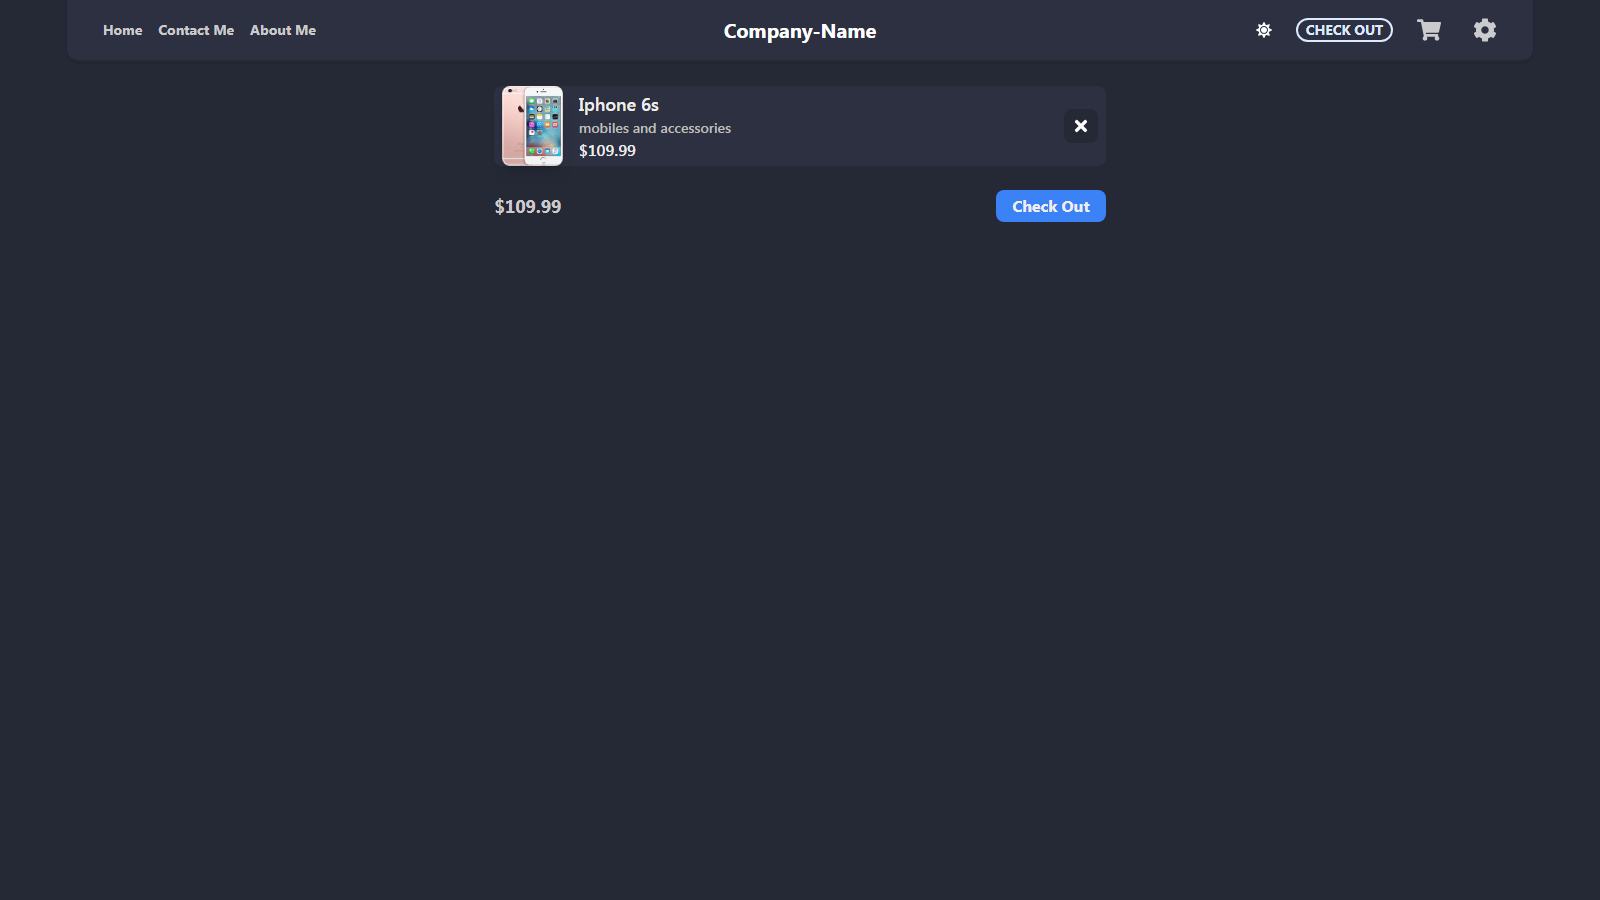 Home Contact Me About Me Company-Name CHECK OUT
Iphone 6s
mobiles and accessories
$109.99
$109.99 Check Out